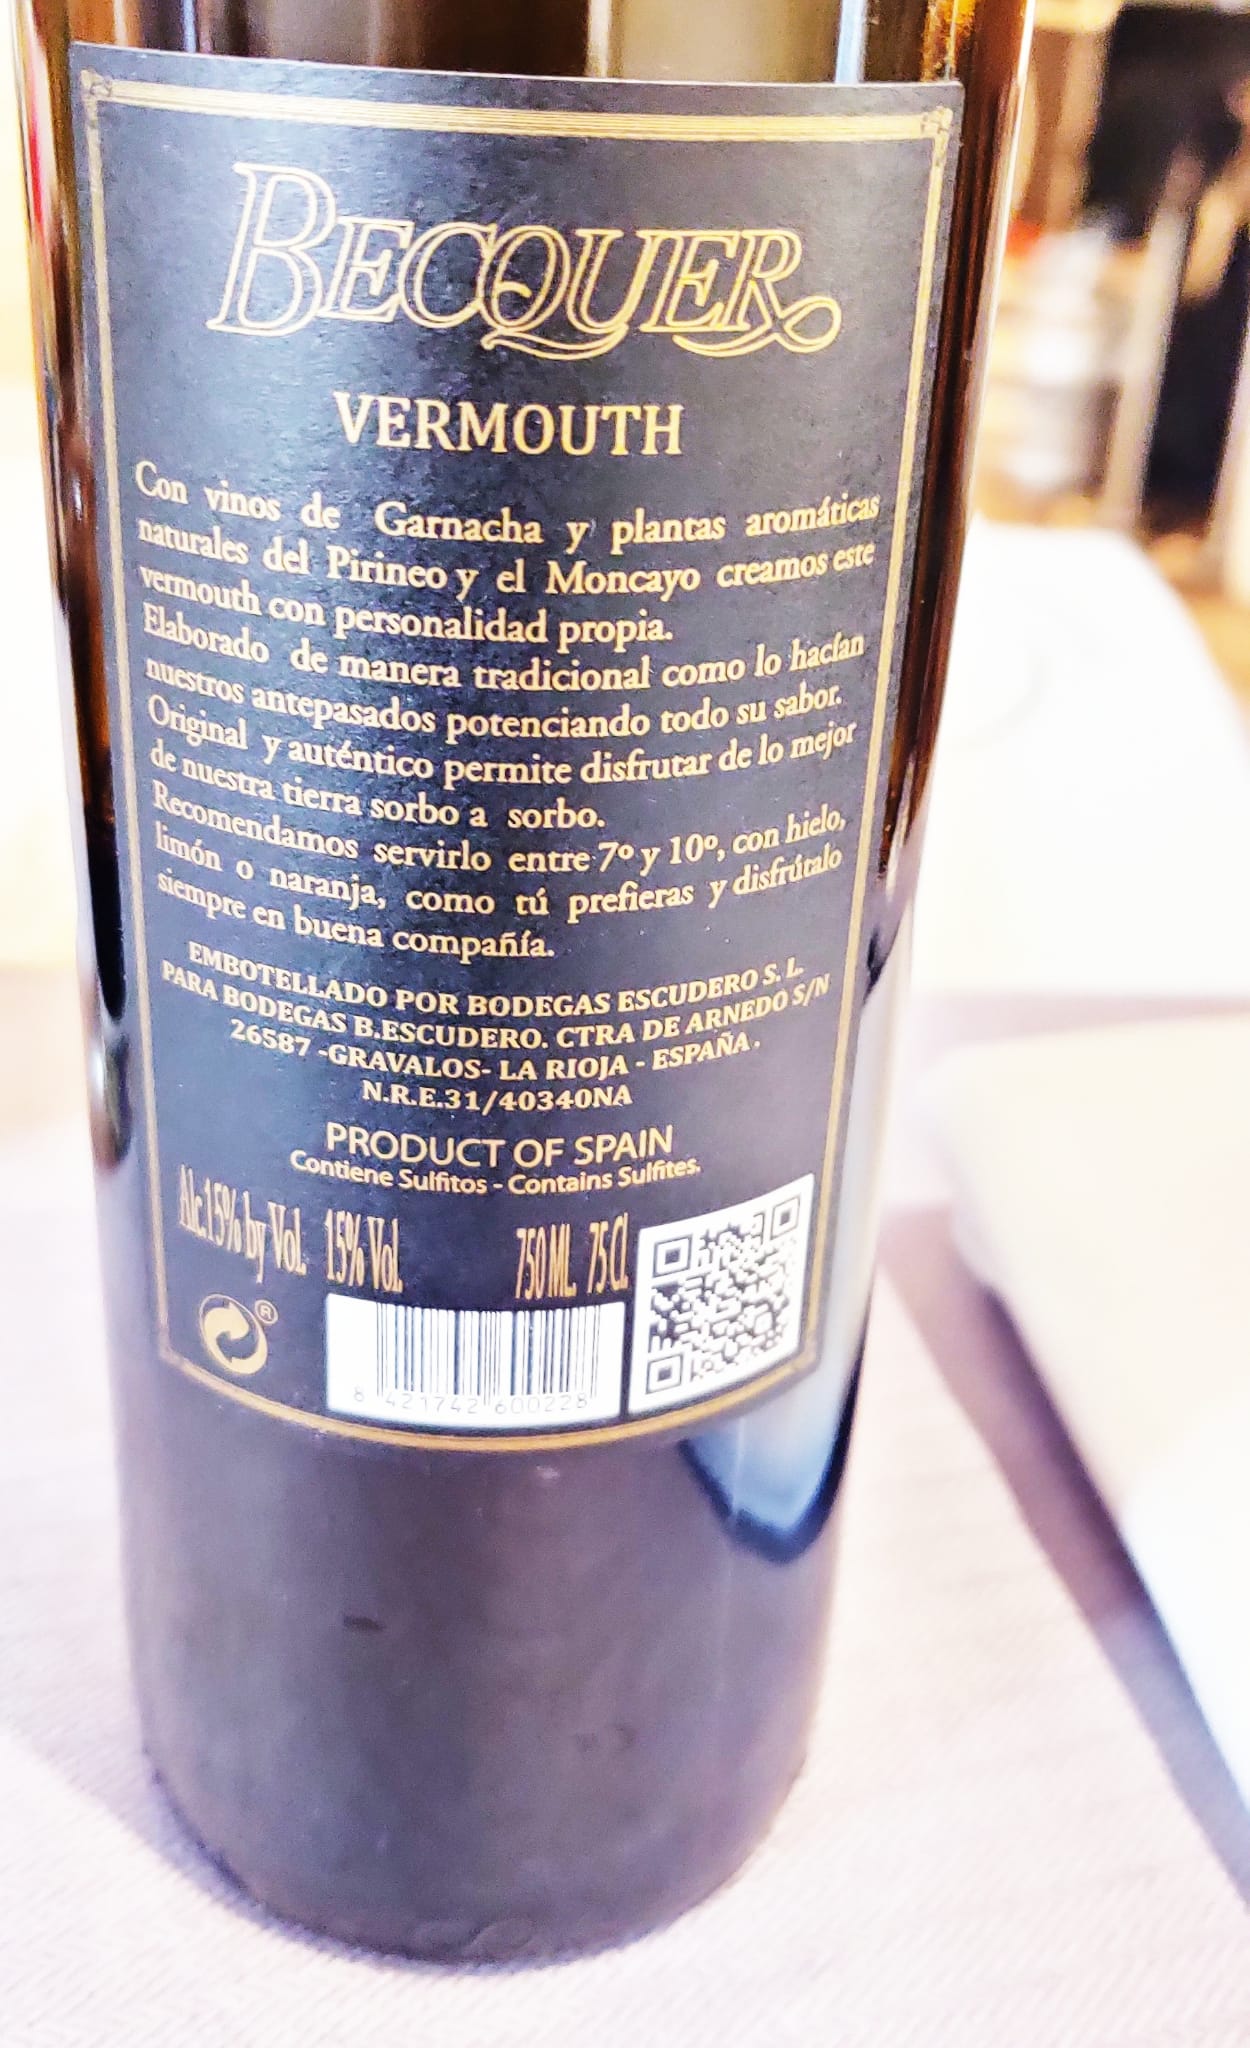 BECQUER
VERMOUTH
Con vinos de Garnacha y plantas aromáticas
naturales del Pirineo y el Moncayo creamos este
vermouth con personalidad propia.
Elaborado de manera tradicional como lo hacían
nuestros antepasados potenciando todo su sabor.
Original y auténtico permite disfrutar de lo mejor
de nuestra tierra sorbo a sorbo.
Recomendamos servirlo entre 7º y 10º, con hielo,
limón o naranja, como tú prefieras y disfrútalo
siempre en buena compañía.
EMBOTELLADO POR BODEGAS ESCUDERO S. L.
PARA BODEGAS B.ESCUDERO. CTRA DE ARNEDO S/N
26587 -GRAVALOS- LA RIOJA - ESPAÑA.
N.R.E.31/40340NA
PRODUCT OF SPAIN
Contiene Sulfitos - Contains Sulfites.
Alc.15% by Vol. 15% Vol. 750 ML. 75 Cl.
®
8 421742 600228